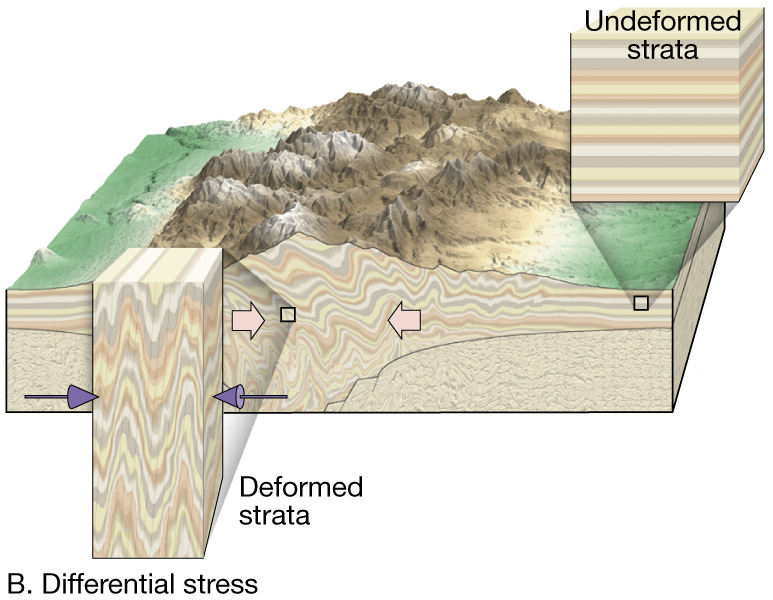 Undeformed
strata
Deformed
strata
B. Differential stress